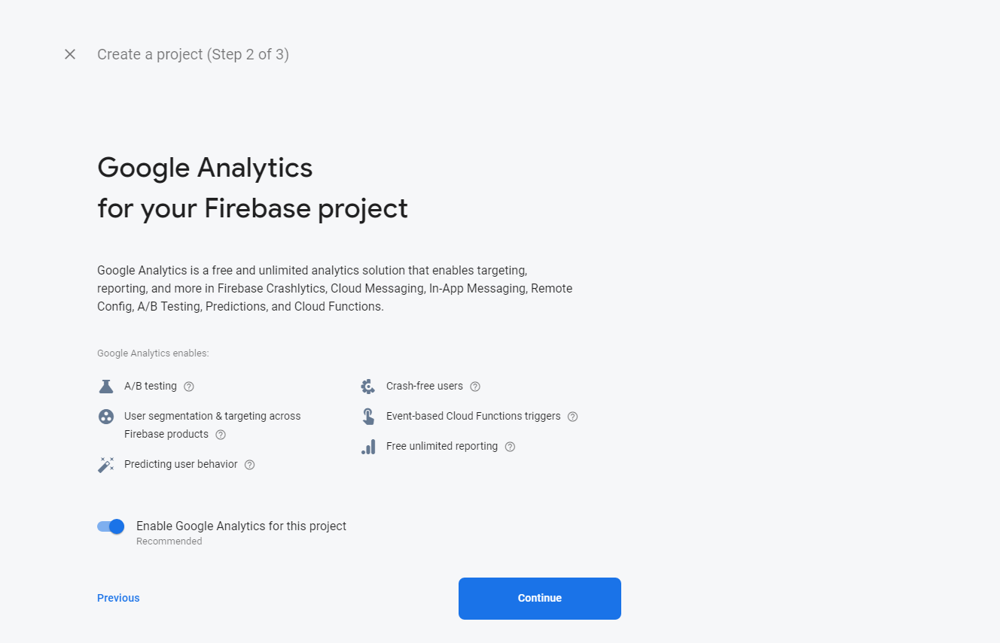 Create a project (Step 2 of 3)
Google Analytics
for your Firebase project
Google Analytics is a free and unlimited analytics solution that enables targeting,
reporting, and more in Firebase Crashlytics, Cloud Messaging, In-App Messaging, Remote
Config, A/B Testing, Predictions, and Cloud Functions.
Google Analytics enables:
A/B testing
User segmentation & targeting across
Firebase products
Predicting user behavior
Crash-free users
Event-based Cloud Functions triggers
Free unlimited reporting
Enable Google Analytics for this project
Recommended
Previous
Continue